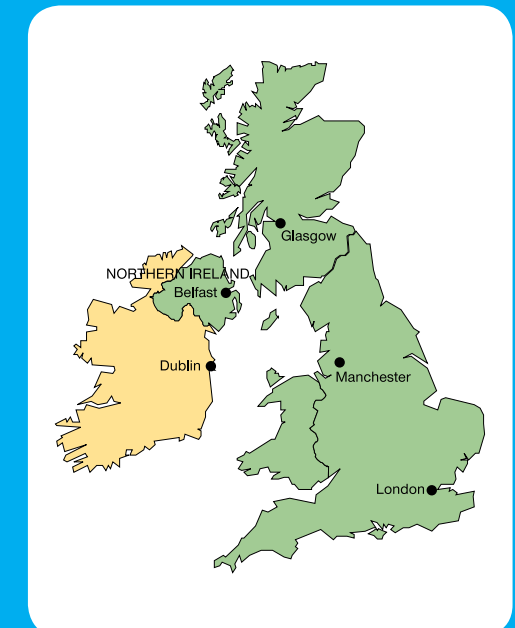 Glasgow
NORTHERN IRELAND
Belfast
Dublin
Manchester
London